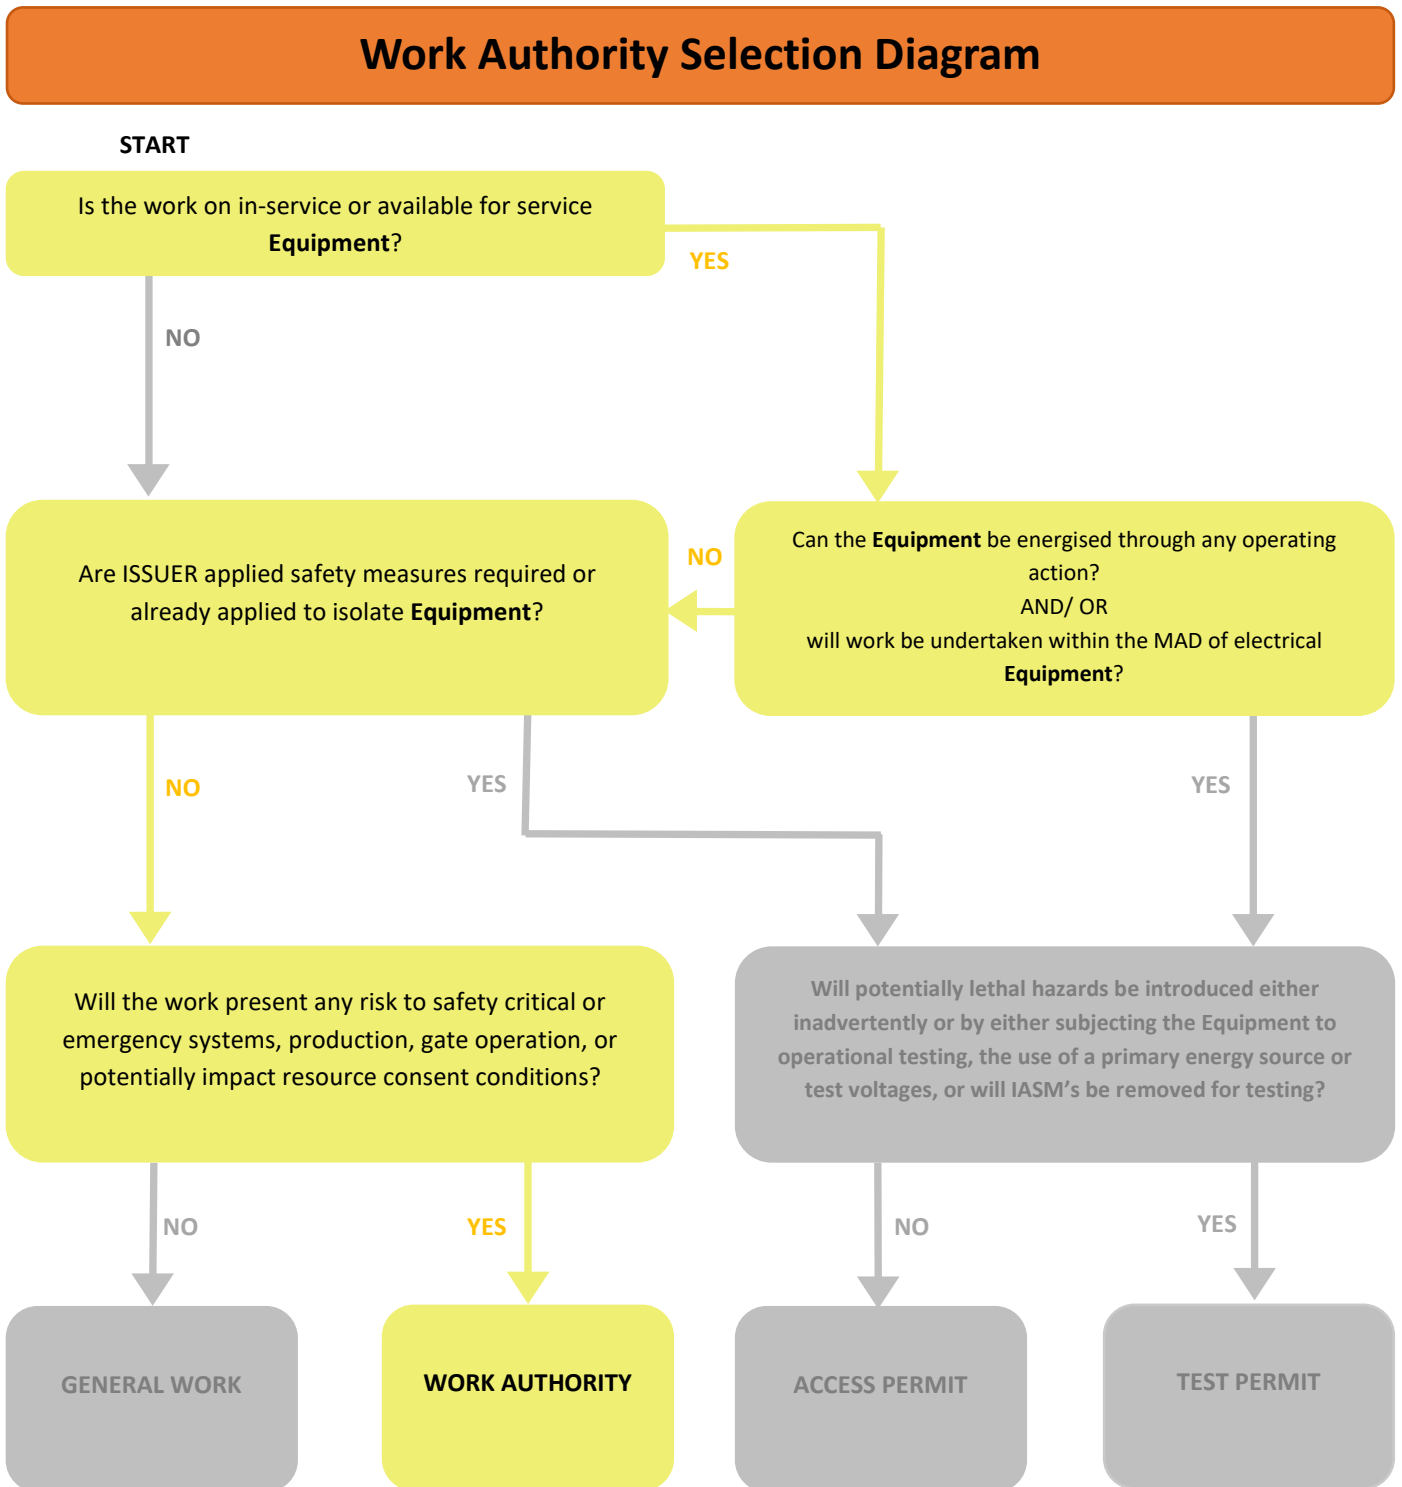 Work Authority Selection Diagram
START
Is the work on in-service or available for service
Equipment?
YES
NO
Are ISSUER applied safety measures required or
already applied to isolate Equipment?
NO
Can the Equipment be energised through any operating
action?
AND/ OR
will work be undertaken within the MAD of electrical
Equipment?
NO
YES
YES
Will the work present any risk to safety critical or
emergency systems, production, gate operation, or
potentially impact resource consent conditions?
Will potentially lethal hazards be introduced either
inadvertently or by either subjecting the Equipment to
operational testing, the use of a primary energy source or
test voltages, or will IASM's be removed for testing?
NO
YES
NO
YES
GENERAL WORK
WORK AUTHORITY
ACCESS PERMIT
TEST PERMIT